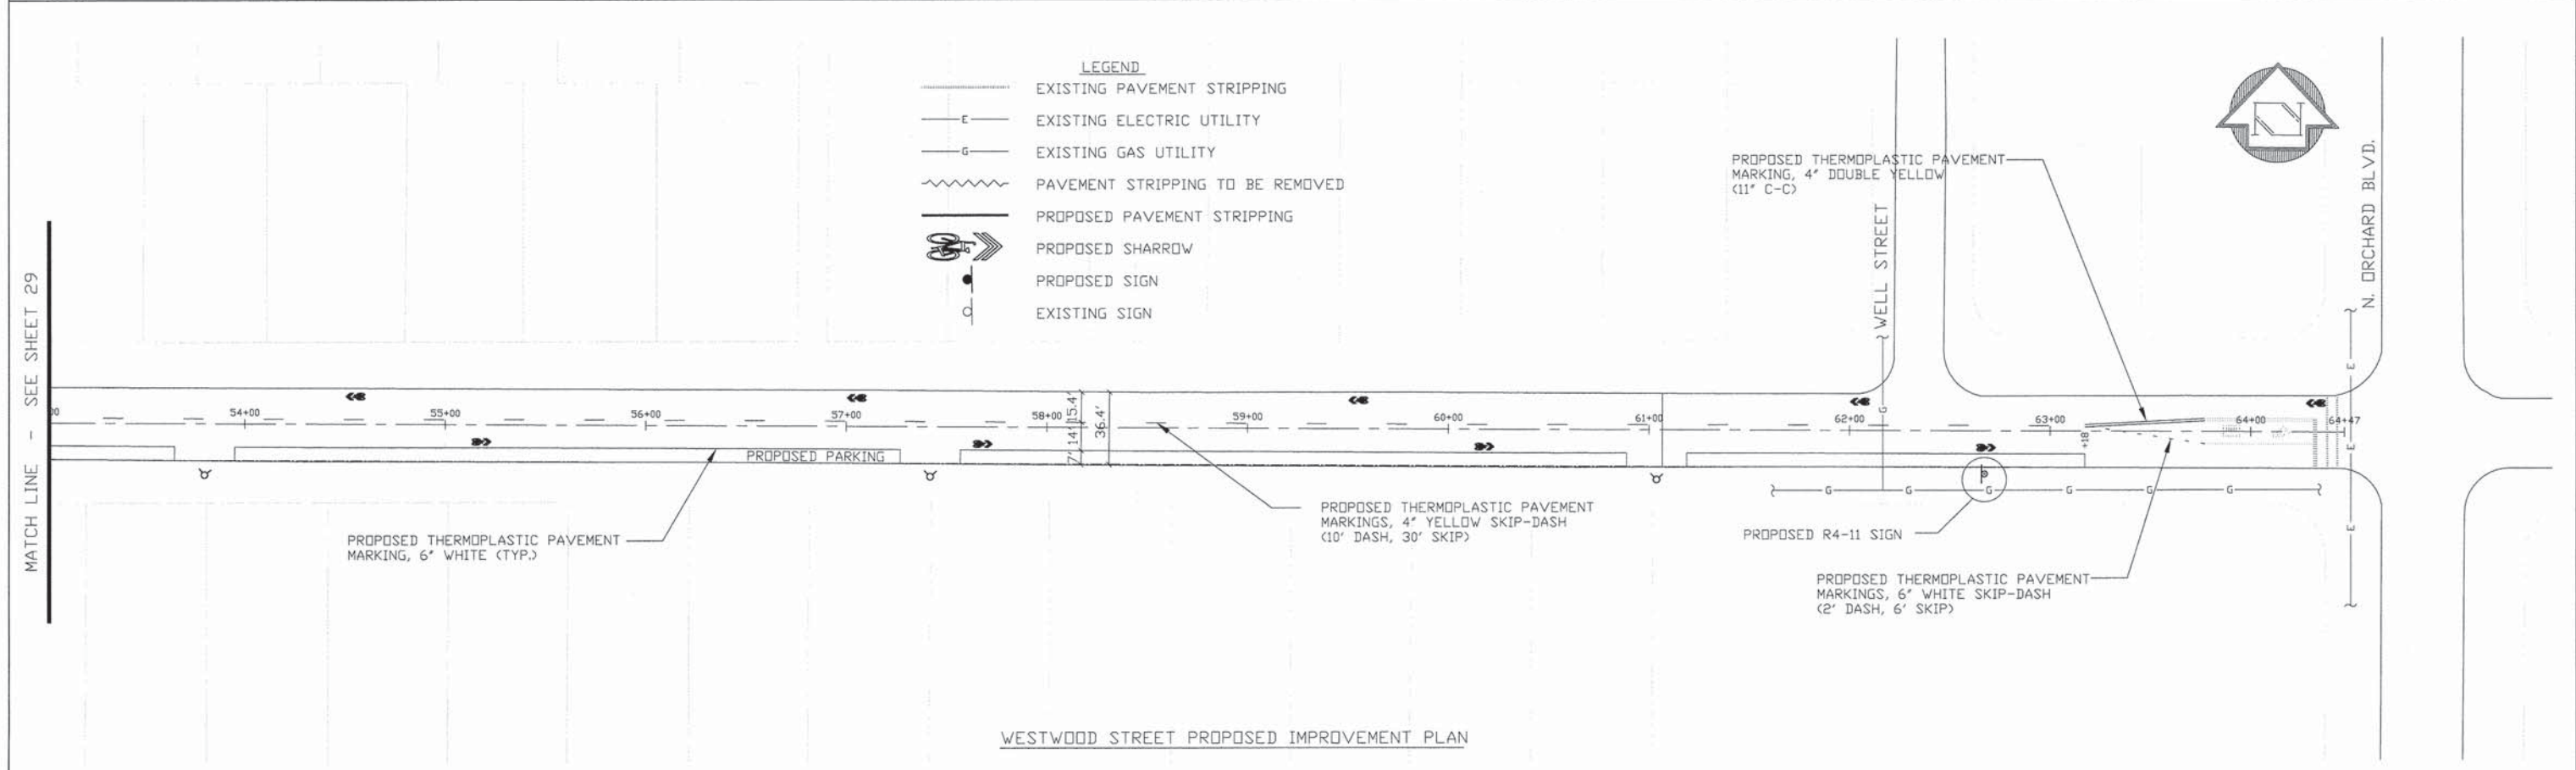 LEGEND
EXISTING PAVEMENT STRIPPING
E
EXISTING ELECTRIC UTILITY
G
EXISTING GAS UTILITY
PAVEMENT STRIPPING TO BE REMOVED
PROPOSED PAVEMENT STRIPPING
PROPOSED SHARROW
PROPOSED SIGN
EXISTING SIGN
PROPOSED THERMOPLASTIC PAVEMENT
MARKING, 4" DOUBLE YELLOW
(11" C-C)
N
WELL STREET
N. ORCHARD BLVD.
MATCH LINE - SEE SHEET 29
00
54+00
55+00
56+00
57+00
58+00
59+00
60+00
61+00
62+00
63+00
64+00
64+47
15.4'
14'
7'
36.4'
+18
G
E
E
E
PROPOSED PARKING
G
G
G
G
G
G
PROPOSED THERMOPLASTIC PAVEMENT
MARKING, 6" WHITE (TYP.)
PROPOSED THERMOPLASTIC PAVEMENT
MARKINGS, 4" YELLOW SKIP-DASH
(10' DASH, 30' SKIP)
PROPOSED R4-11 SIGN
PROPOSED THERMOPLASTIC PAVEMENT
MARKINGS, 6" WHITE SKIP-DASH
(2' DASH, 6' SKIP)
WESTWOOD STREET PROPOSED IMPROVEMENT PLAN